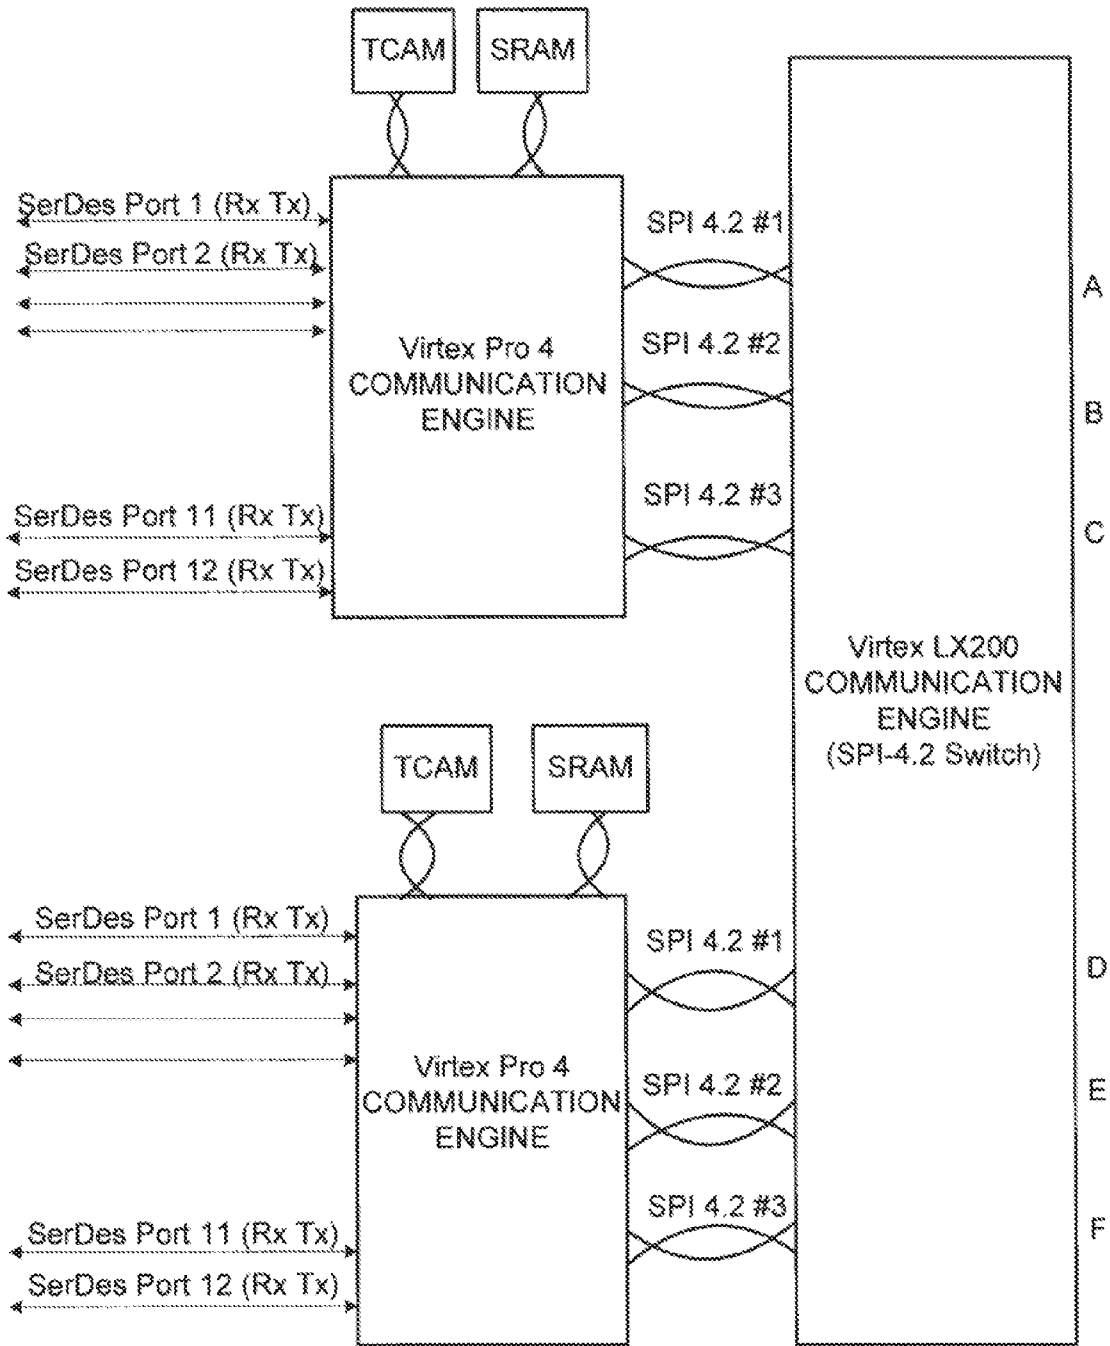 TCAM
SRAM
SerDes Port 1 (Rx Tx)
SerDes Port 2 (Rx Tx)
SerDes Port 11 (Rx Tx)
SerDes Port 12 (Rx Tx)
Virtex Pro 4
COMMUNICATION
ENGINE
SPI 4.2 #1
SPI 4.2 #2
SPI 4.2 #3
A
B
C
Virtex LX200
COMMUNICATION
ENGINE
(SPI-4.2 Switch)
TCAM
SRAM
SerDes Port 1 (Rx Tx)
SerDes Port 2 (Rx Tx)
SerDes Port 11 (Rx Tx)
SerDes Port 12 (Rx Tx)
Virtex Pro 4
COMMUNICATION
ENGINE
SPI 4.2 #1
SPI 4.2 #2
SPI 4.2 #3
D
E
F